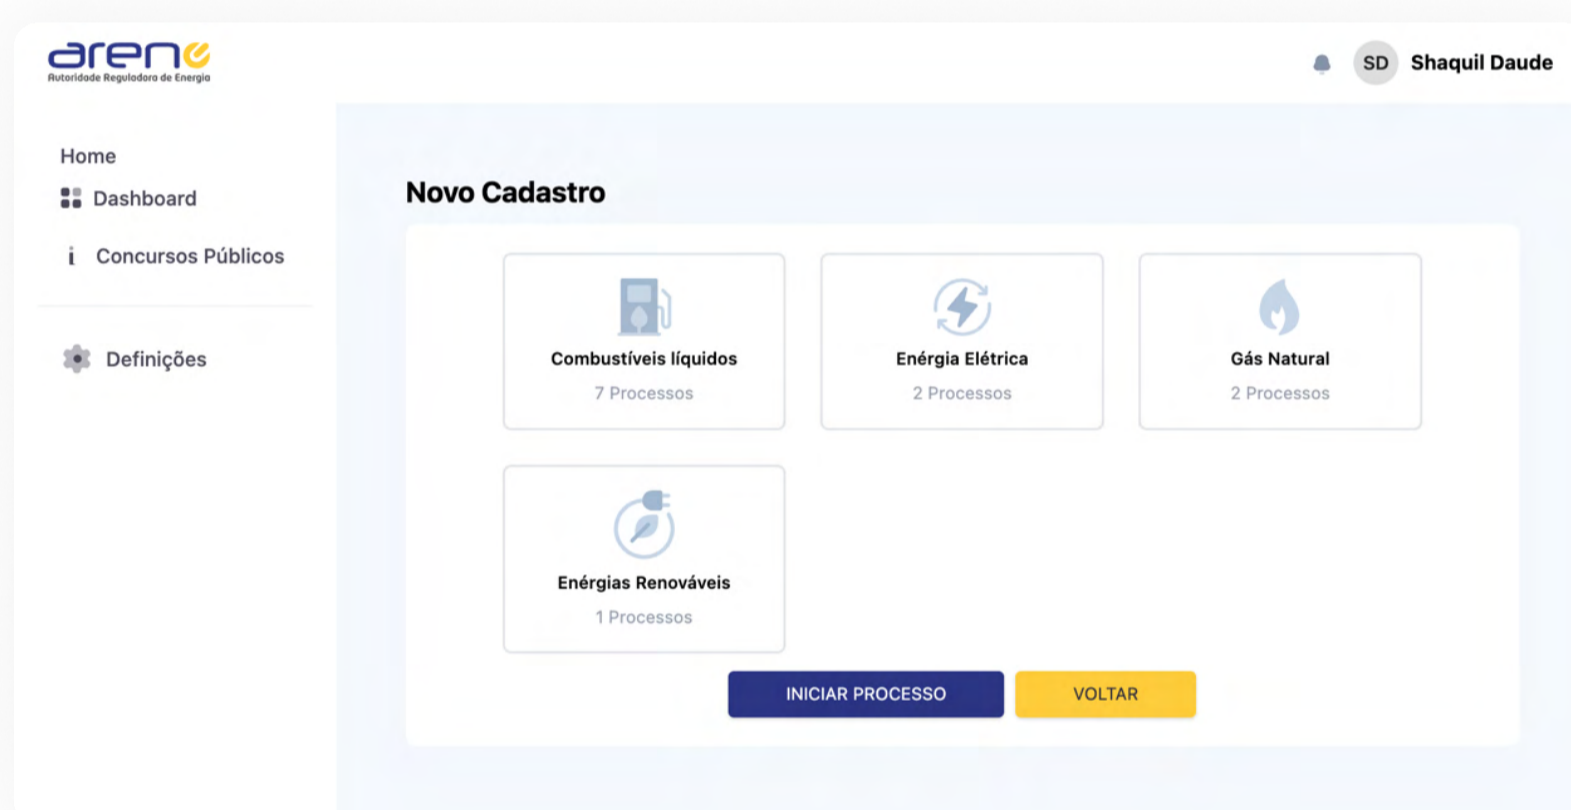 arene
Autoridade Reguladora de Energia
SD Shaquil Daude
Home
Dashboard
Concursos Públicos
Definições
Novo Cadastro
Combustíveis líquidos
7 Processos
Enérgia Elétrica
2 Processos
Gás Natural
2 Processos
Enérgias Renováveis
1 Processos
INICIAR PROCESSO
VOLTAR